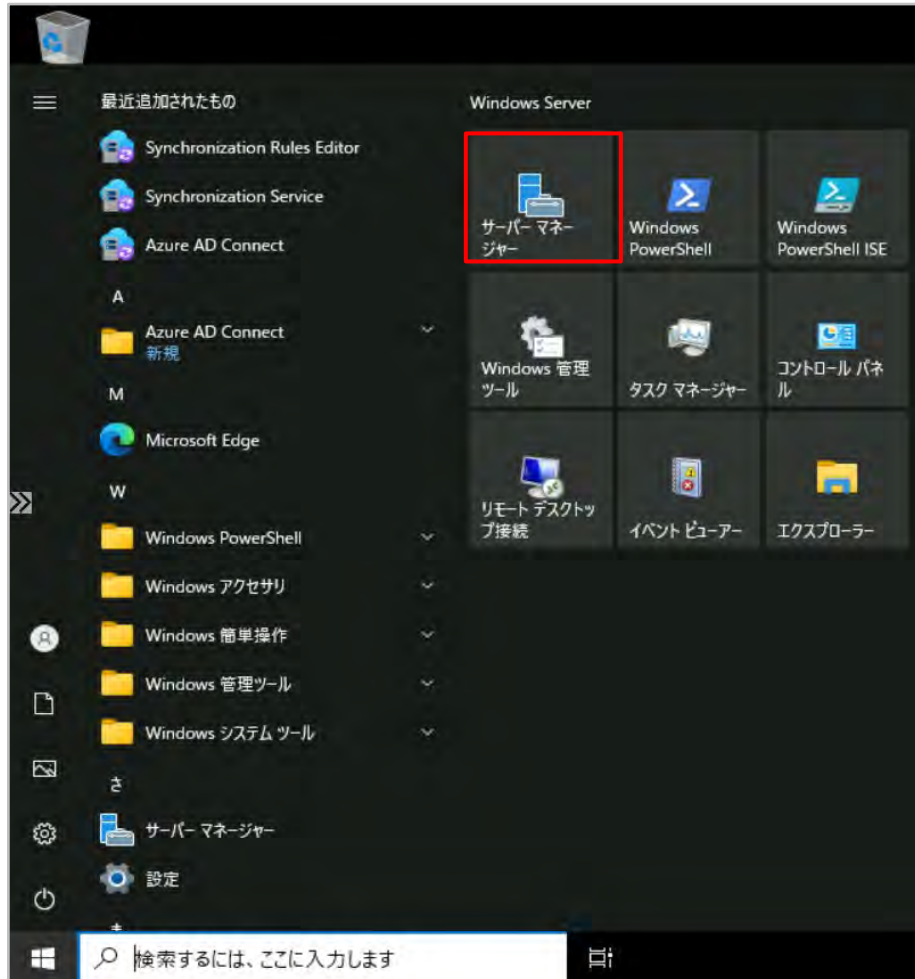 最近追加されたもの
Synchronization Rules Editor
Synchronization Service
Azure AD Connect
A
Azure AD Connect
新規
M
Microsoft Edge
W
Windows PowerShell
Windows アクセサリ
Windows 簡単操作
Windows 管理ツール
Windows システム ツール
さ
サーバー マネージャー
設定
Windows Server
サーバー マネー
ジャー
Windows
PowerShell
Windows
PowerShell ISE
Windows 管理
ツール
タスク マネージャー
コントロール パネ
ル
リモート デスクトッ
プ接続
イベント ビューアー
エクスプローラー
検索するには、ここに入力します